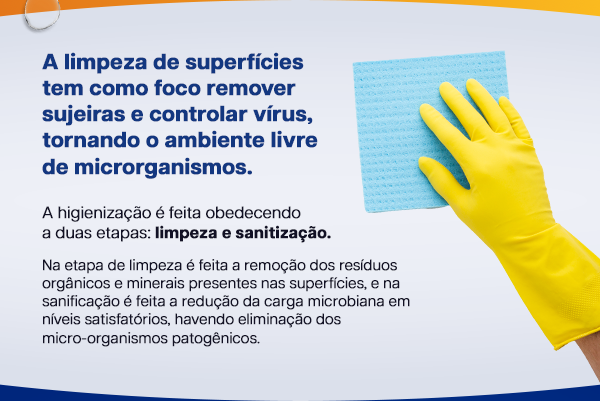 A limpeza de superfícies
tem como foco remover
sujeiras e controlar vírus,
tornando o ambiente livre
de microrganismos.
A higienização é feita obedecendo
a duas etapas: limpeza e sanitização.
Na etapa de limpeza é feita a remoção dos resíduos
orgânicos e minerais presentes nas superfícies, e na
sanificação é feita a redução da carga microbiana em
níveis satisfatórios, havendo eliminação dos
micro-organismos patogênicos.